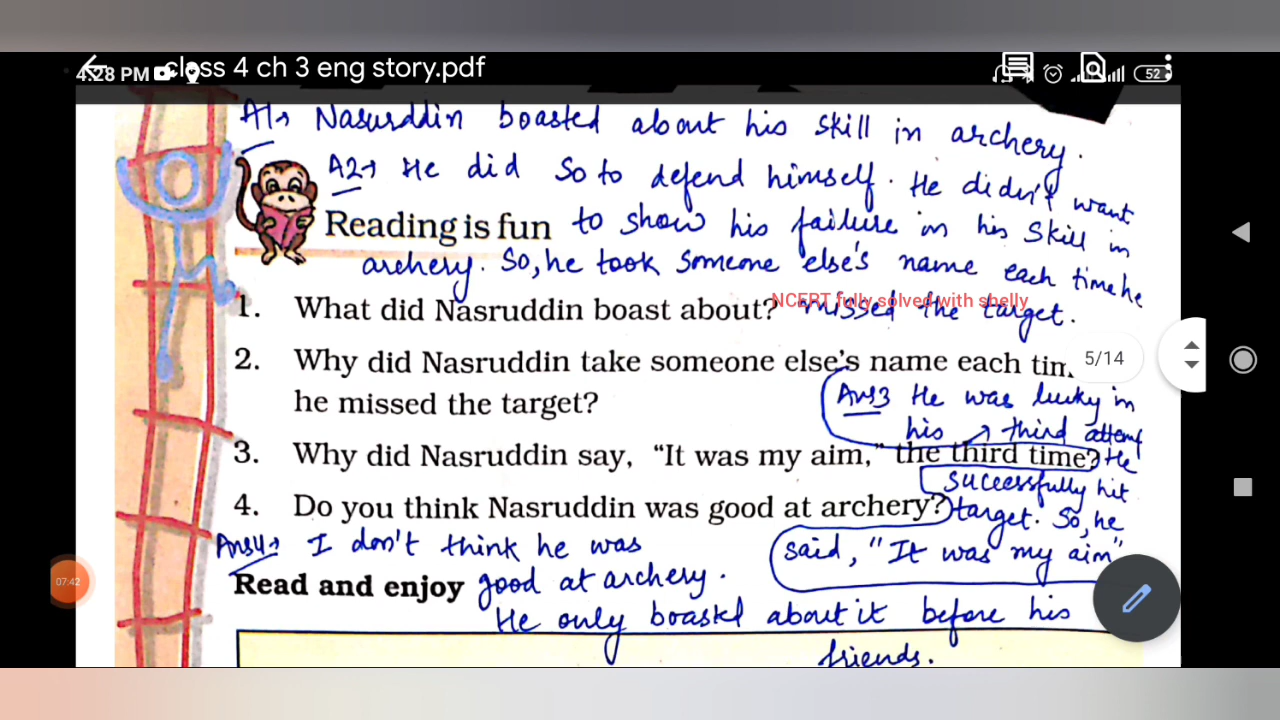 4:28 PM
class 4 ch 3 eng story.pdf
52
A1→ Nasurddin boasted about his skill in archery.
A2→ He did so to defend himself. He didn't want
Reading is fun to show his failure in his skill in
archery. So, he took someone else's name each time he
NCERT fully solved with shelly
1. What did Nasruddin boast about? missed the target.
5/14
2. Why did Nasruddin take someone else's name each tim
he missed the target?
Ans3 He was lucky in
his third attempt
3. Why did Nasruddin say, “It was my aim,” the third time? He
successfully hit
4. Do you think Nasruddin was good at archery? target. So, he
Ans4→ I don't think he was
said, "It was my aim"
07:42
Read and enjoy good at archery.
He only boasted about it before his
friends.